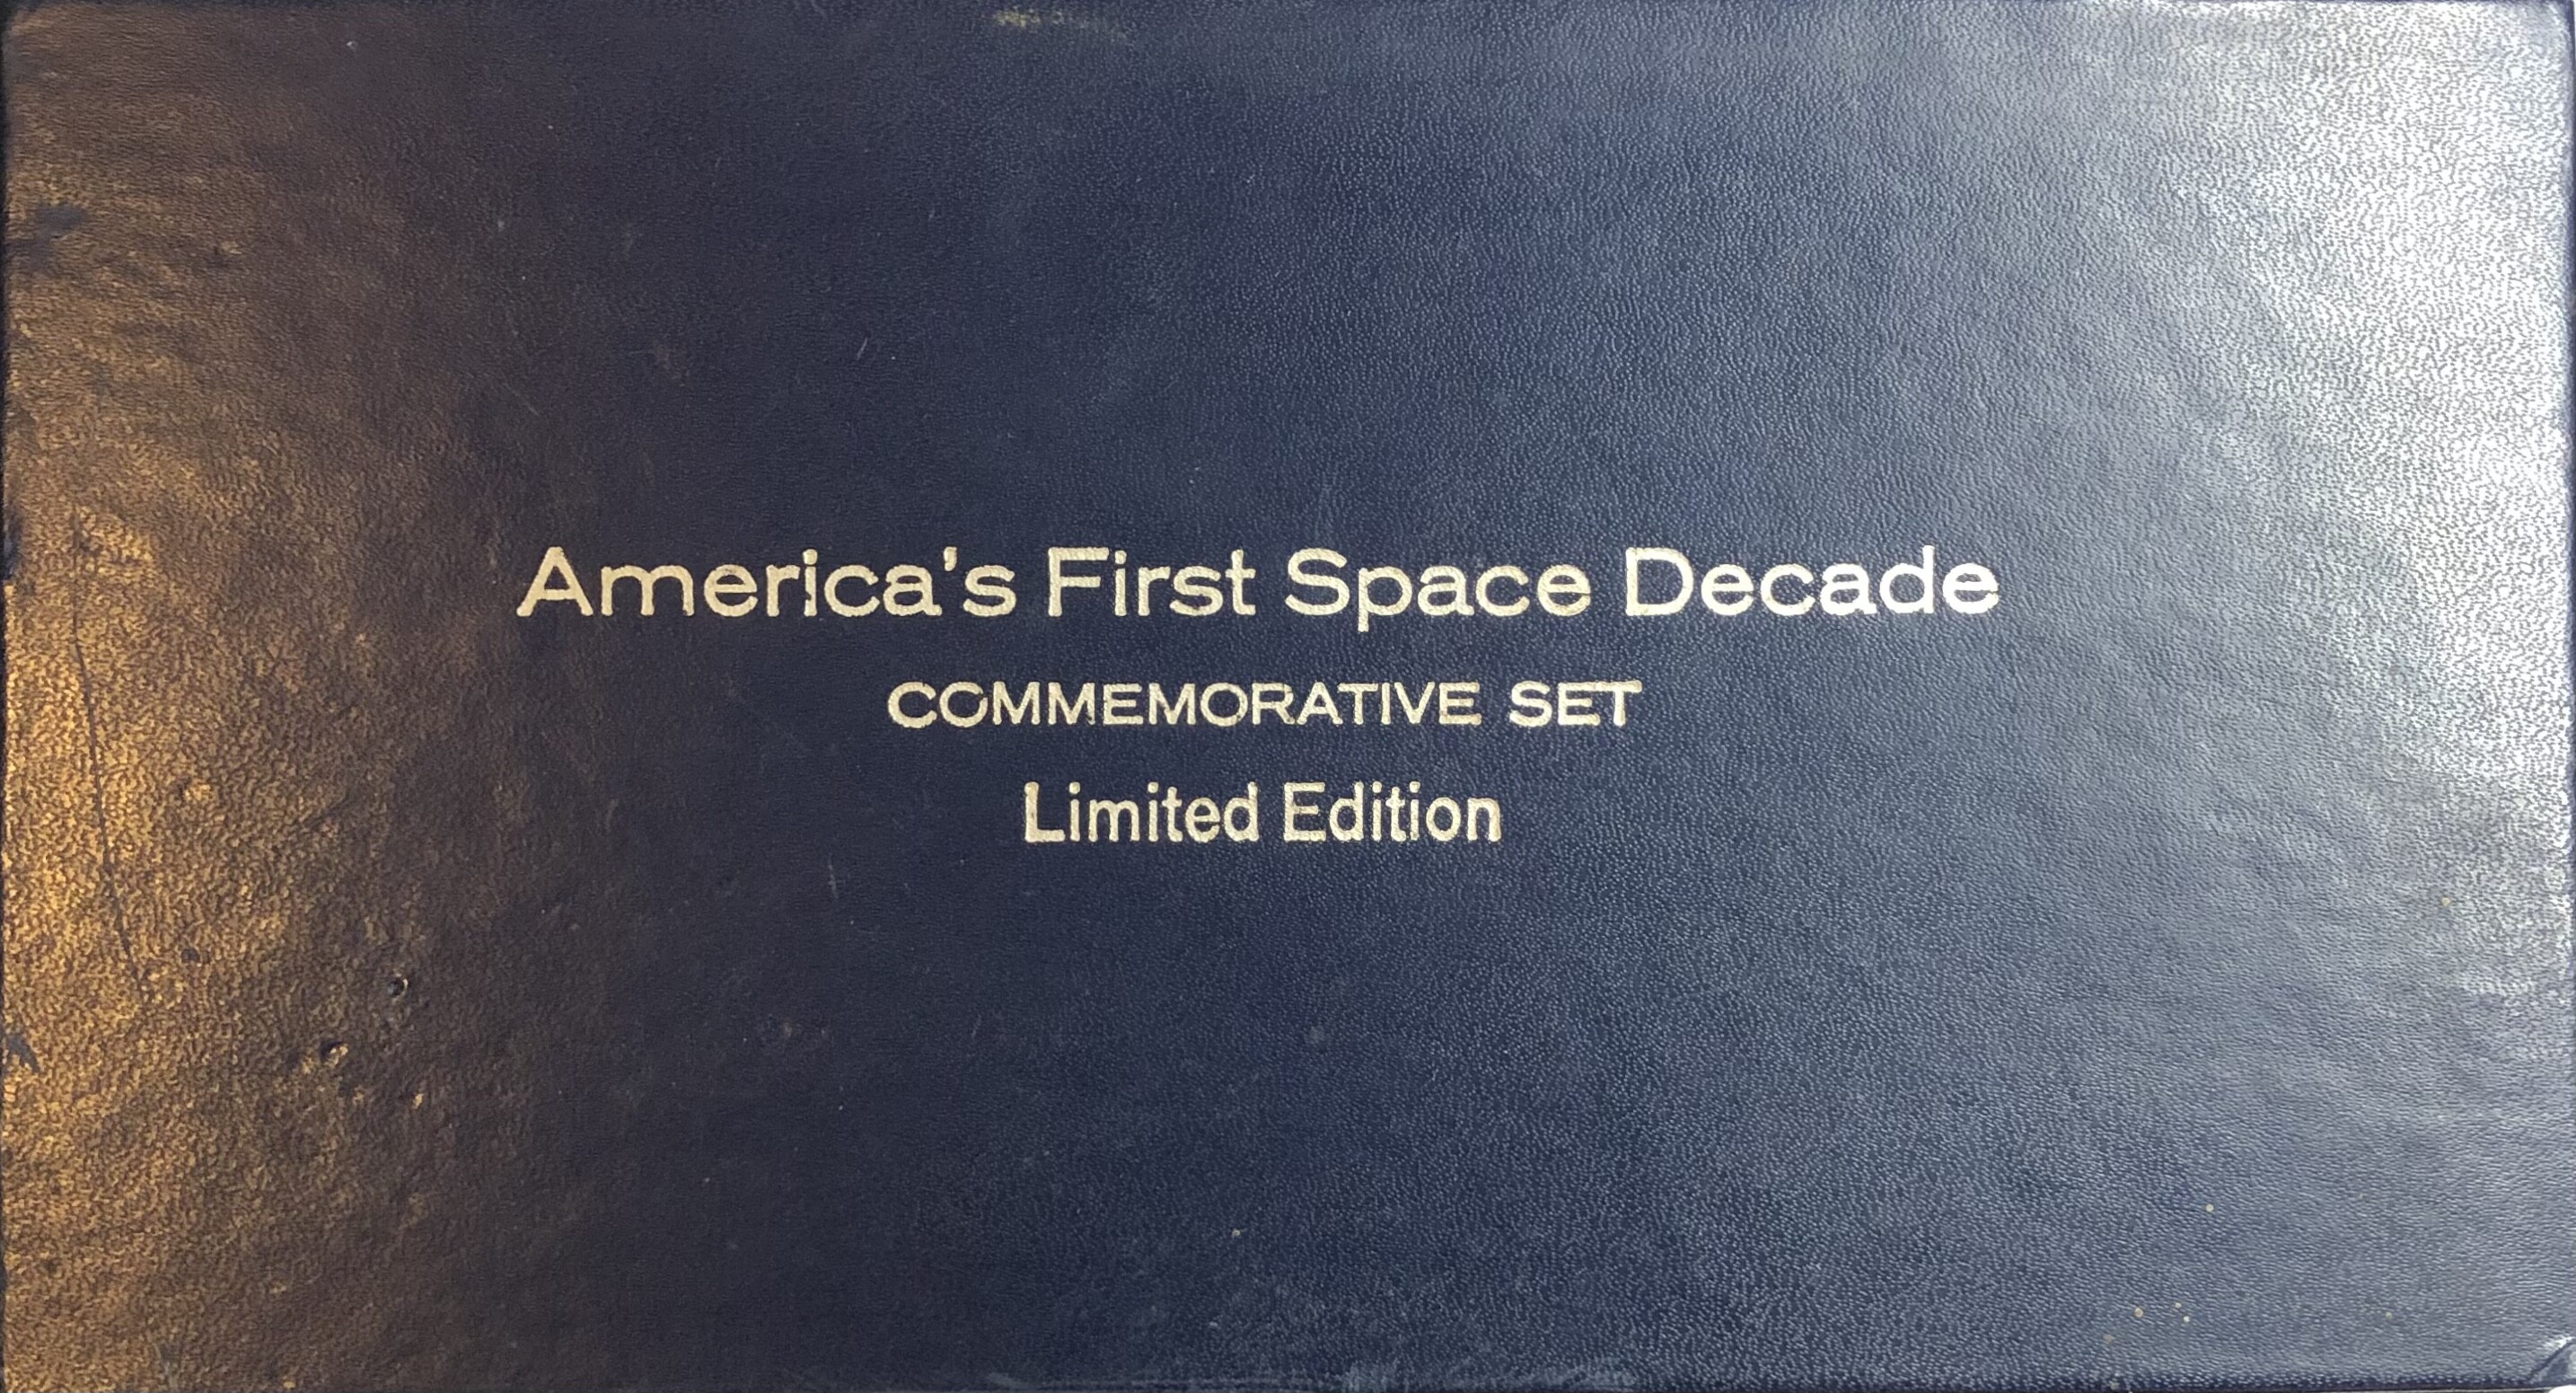 America's First Space Decade
COMMEMORATIVE SET
Limited Edition